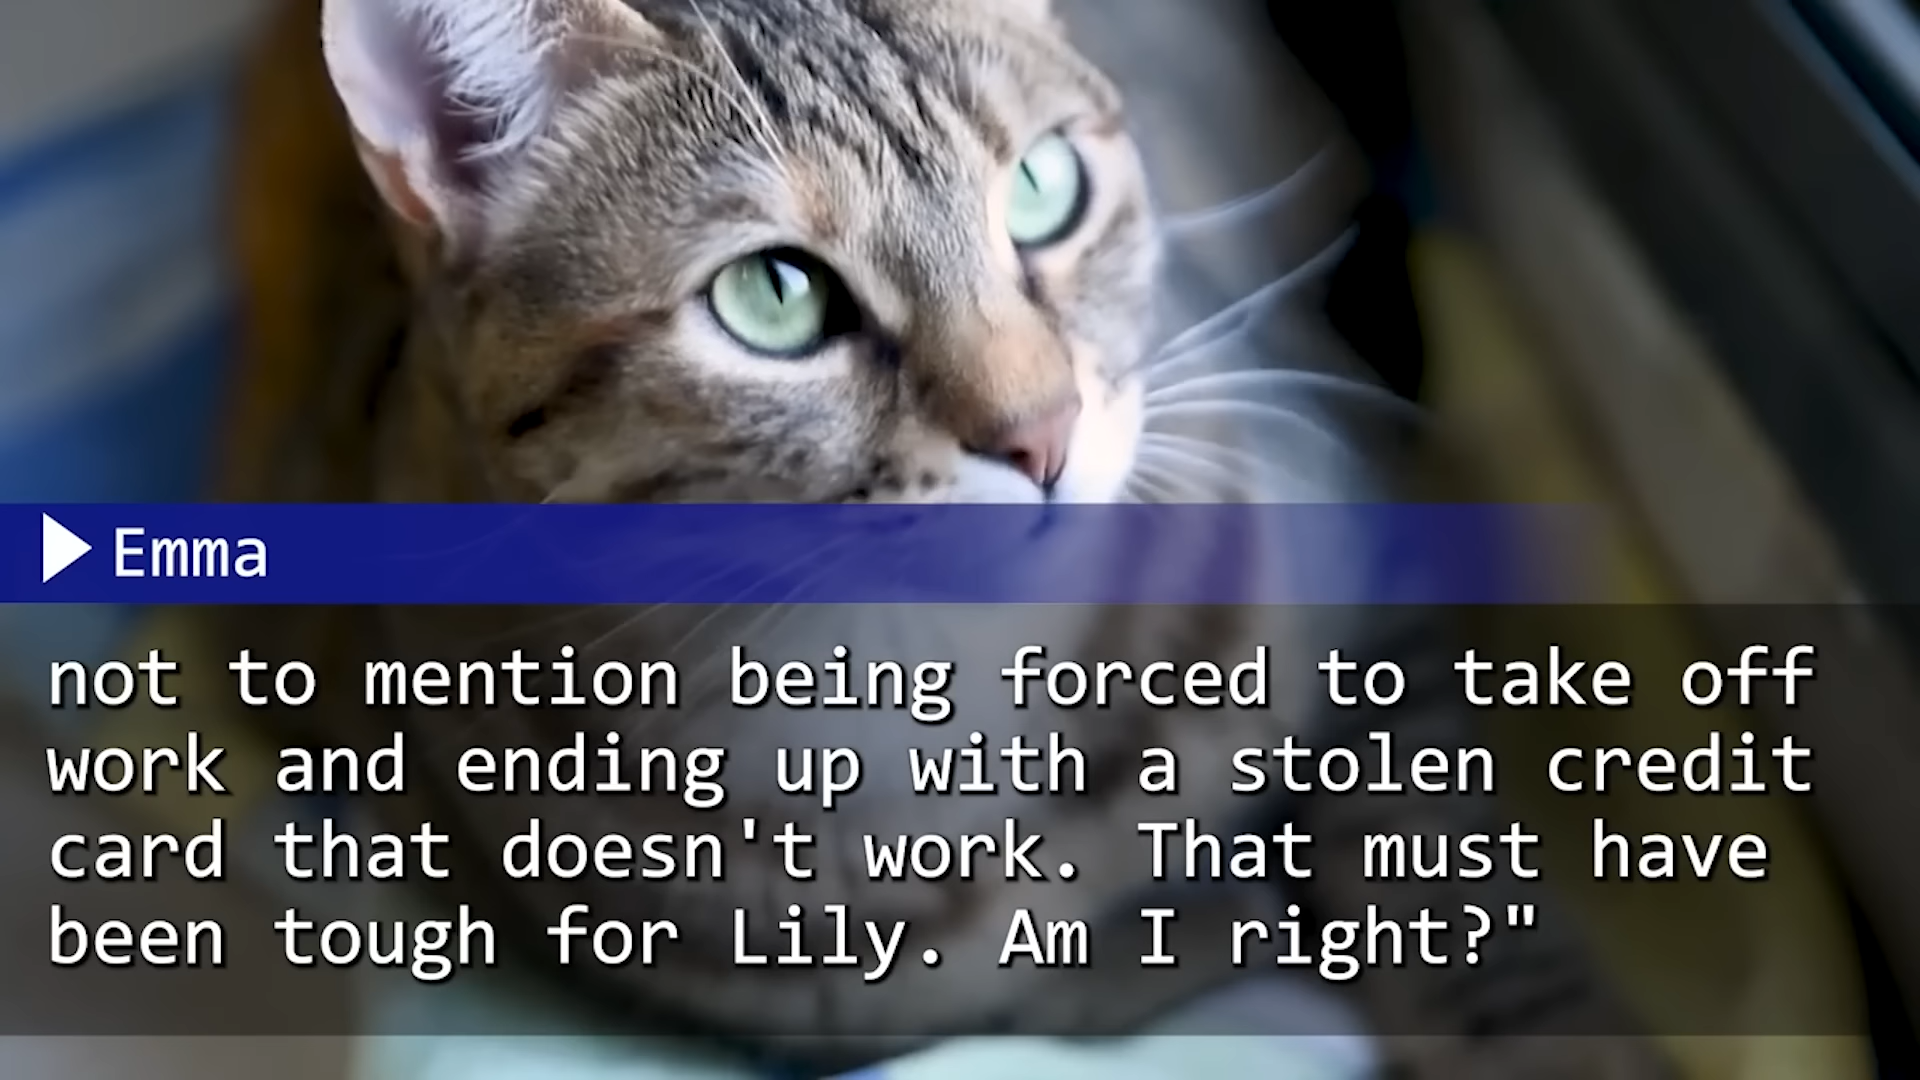 Emma
not to mention being forced to take off
work and ending up with a stolen credit
card that doesn't work. That must have
been tough for Lily. Am I right?"